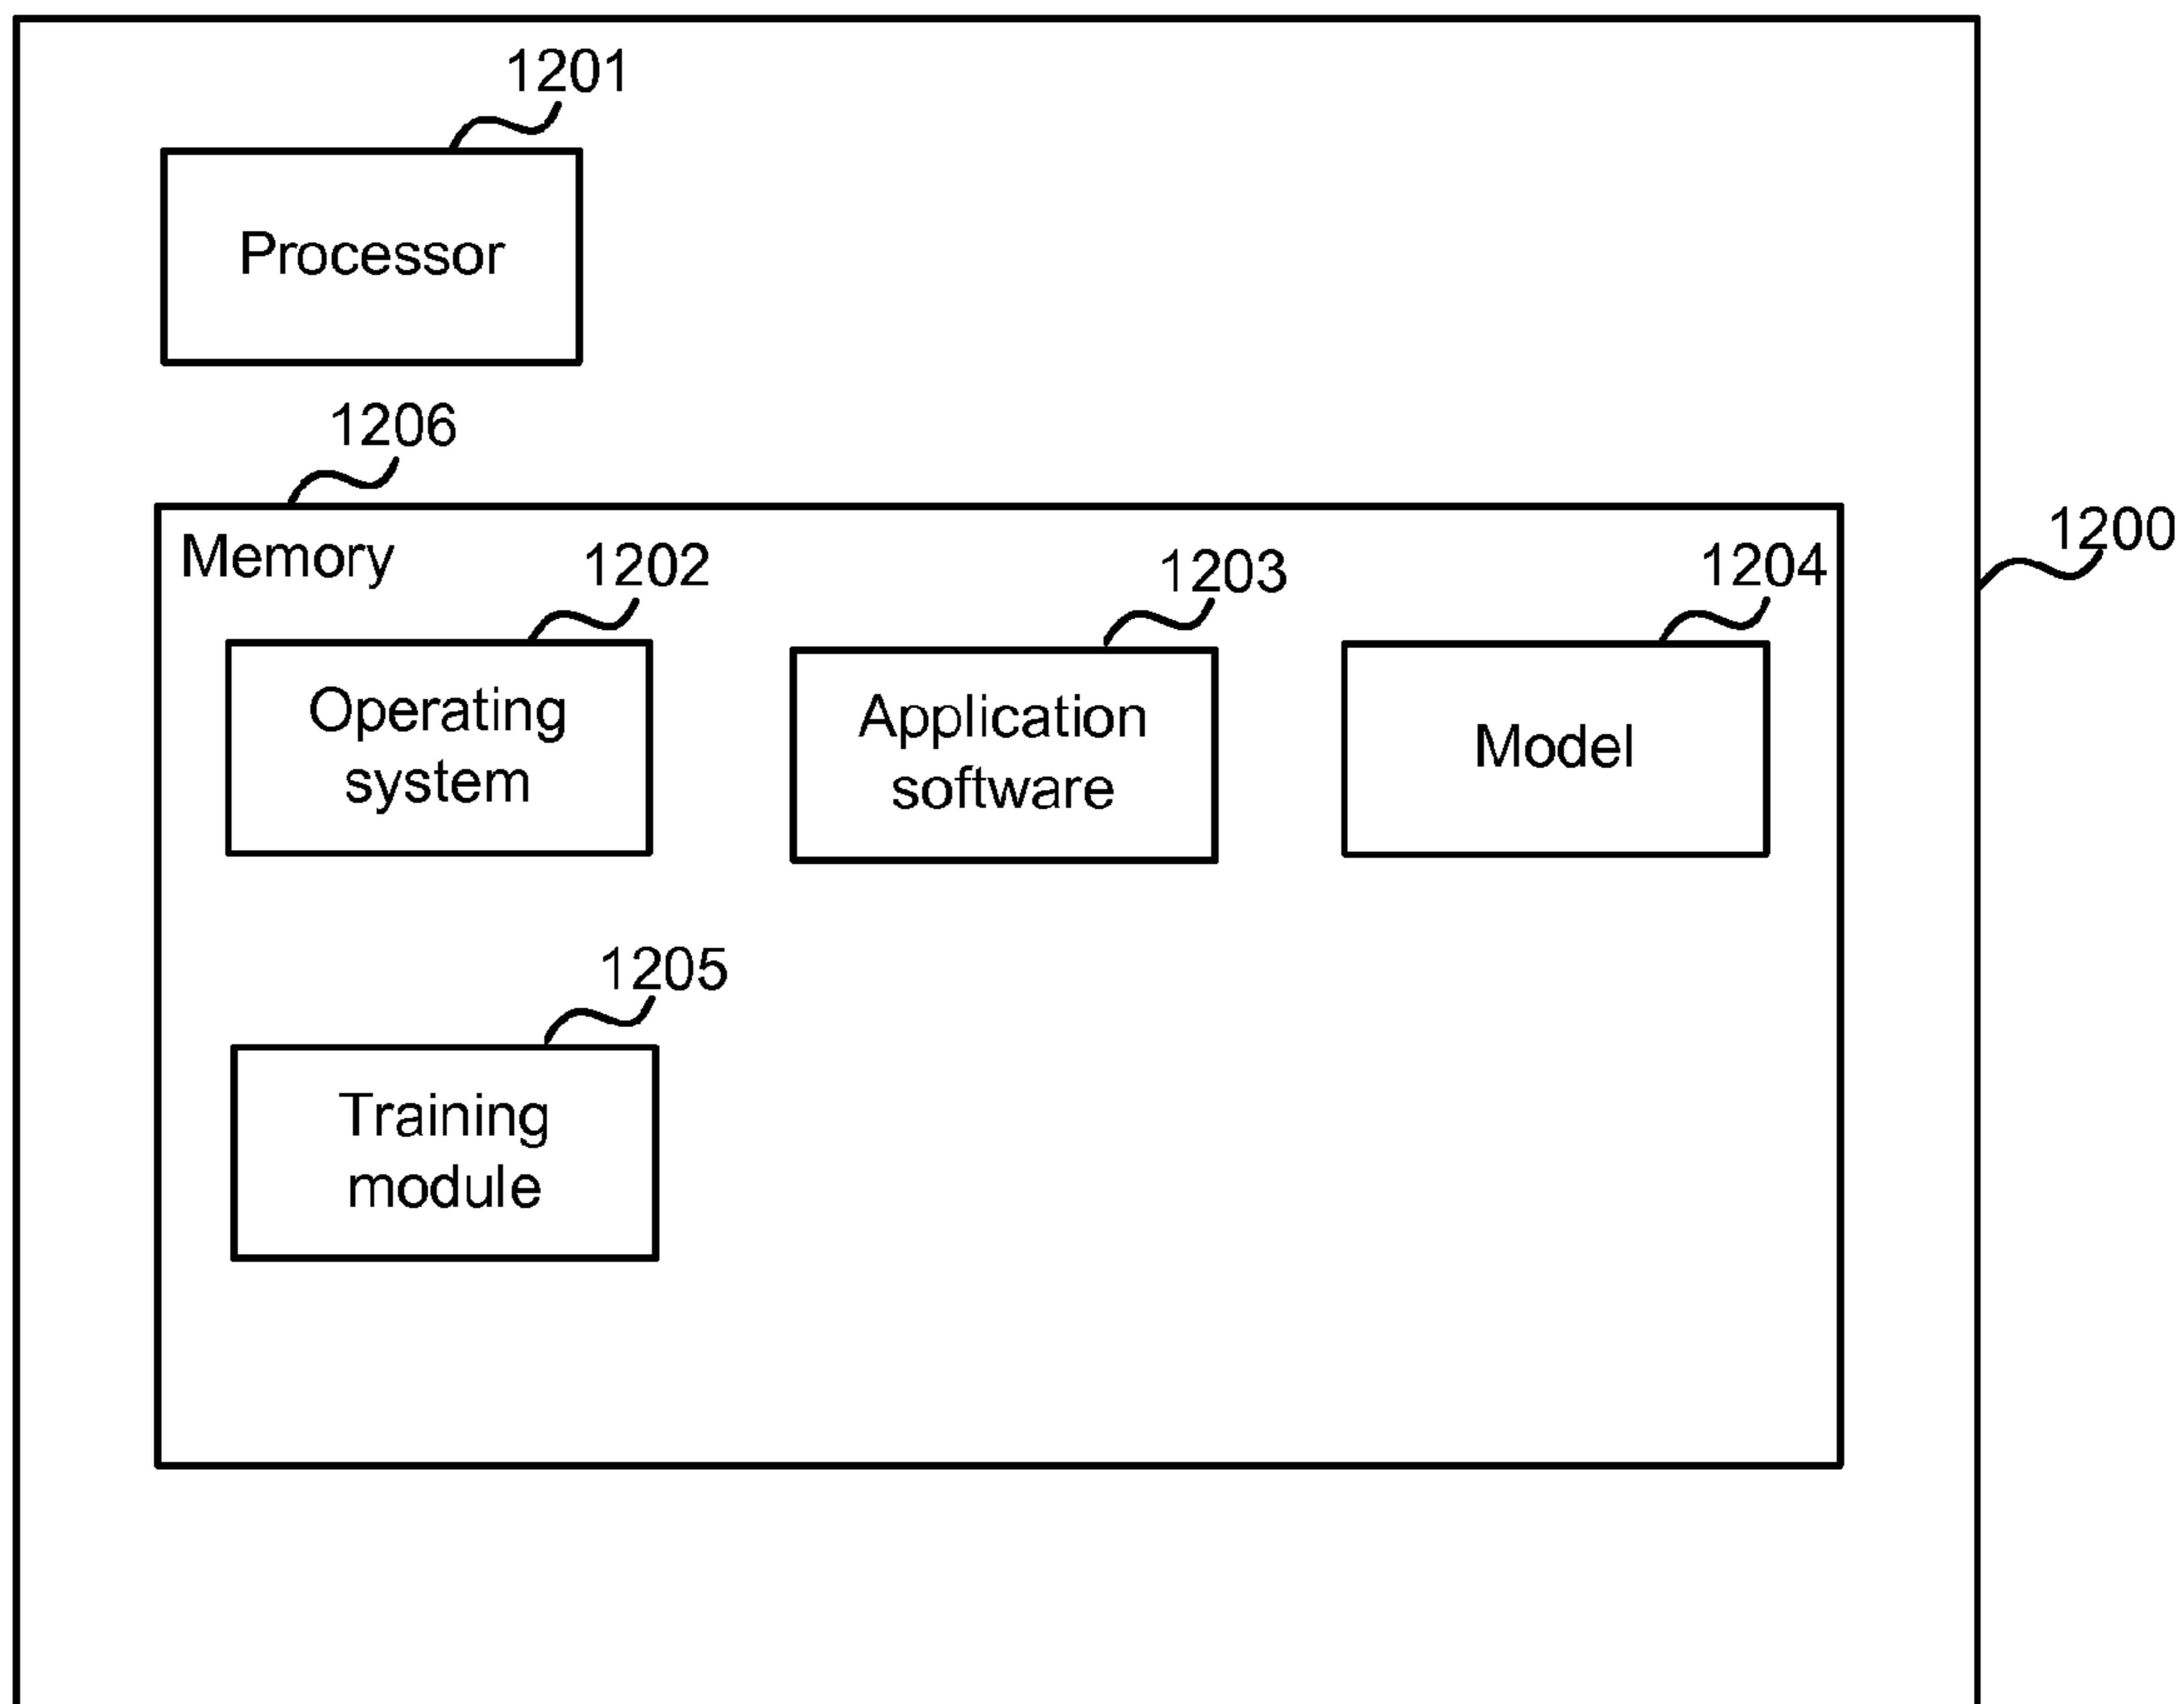 1201
Processor
1206
1200
Memory
1202
1203
1204
Operating
system
Application
software
Model
1205
Training
module